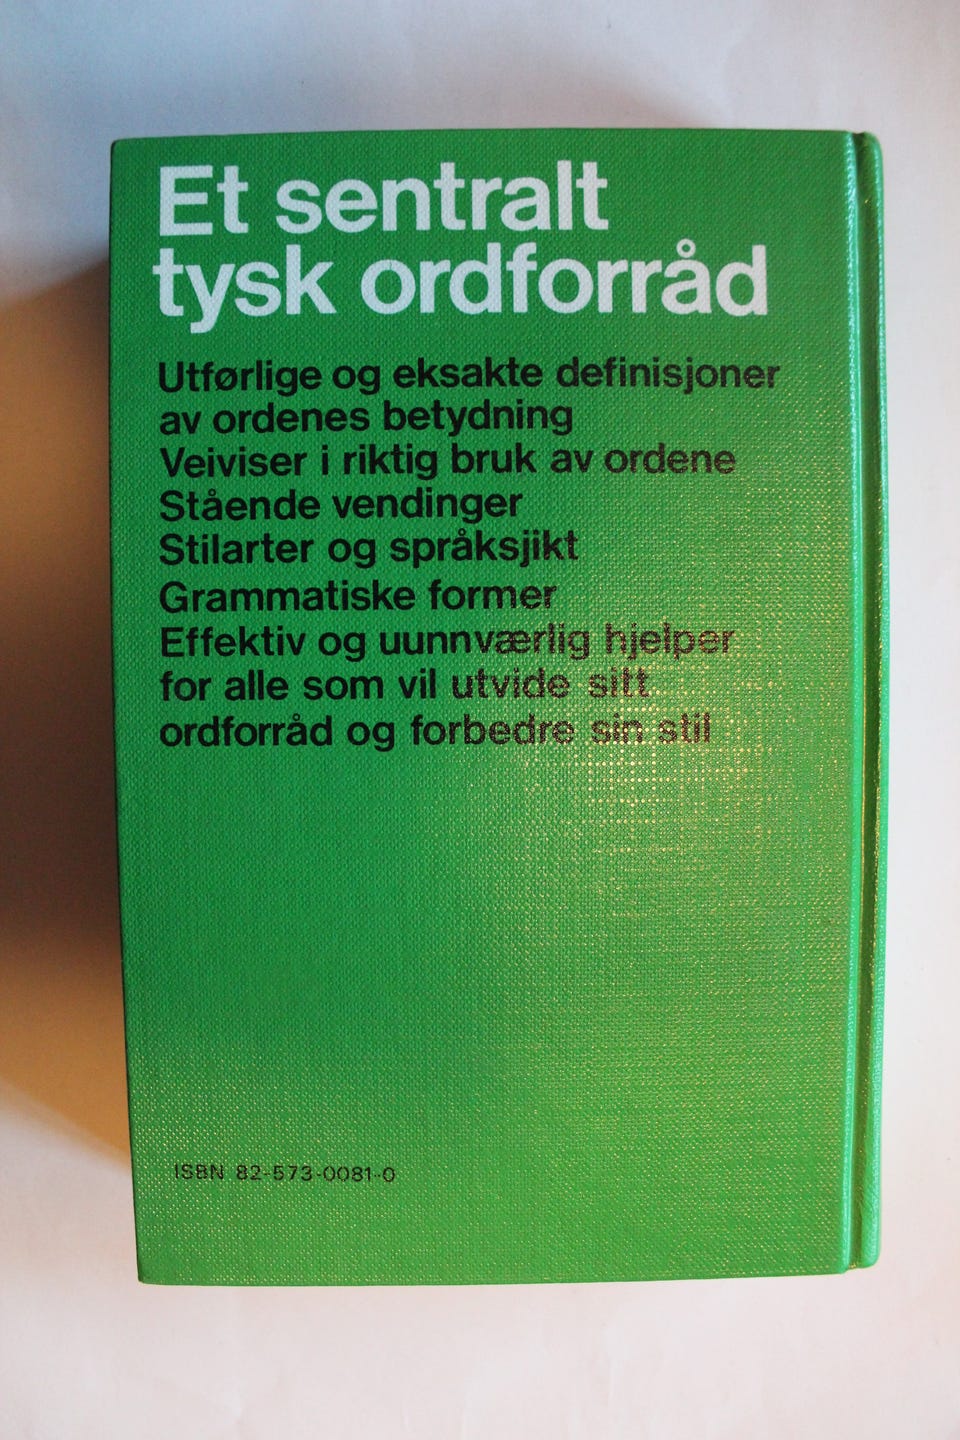 Et sentralt
tysk ordforråd
Utførlige og eksakte definisjoner
av ordenes betydning
Veiviser i riktig bruk av ordene
Stående vendinger
Stilarter og språksjikt
Grammatiske former
Effektiv og uunnværlig hjelper
for alle som vil utvide sitt
ordforråd og forbedre sin stil
ISBN 82-573-0081-0